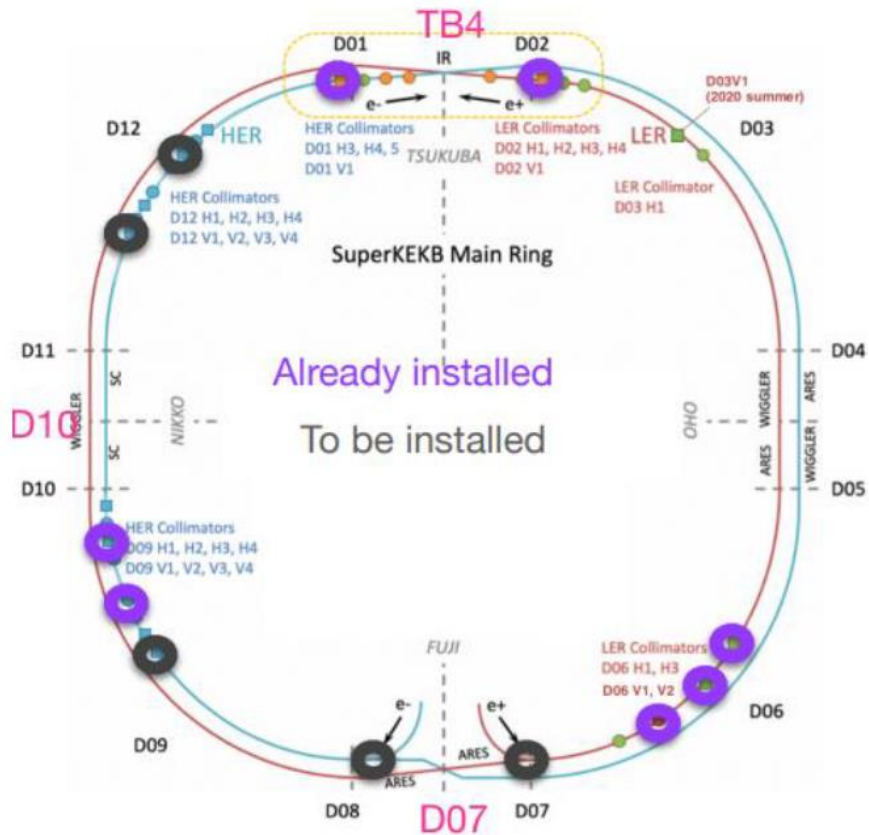 TB4
D01
IR
D02
D03V1
(2020 summer)
D12
HER
e-
e+
LER
D03
HER Collimators
D01 H3, H4, 5
D01 V1
TSUKUBA
LER Collimators
D02 H1, H2, H3, H4
D02 V1
LER Collimator
D03 H1
HER Collimators
D12 H1, H2, H3, H4
D12 V1, V2, V3, V4
SuperKEKB Main Ring
D11
SC
Already installed
WIGGLER
ARES
D04
D10
WIGGLER
NIKKO
To be installed
OHO
SC
ARES
WIGGLER
D10
D05
HER Collimators
D09 H1, H2, H3, H4
D09 V1, V2, V3, V4
FUJI
LER Collimators
D06 H1, H3
D06 V1, V2
D06
e-
e+
D09
ARES
ARES
D08
D07
D07